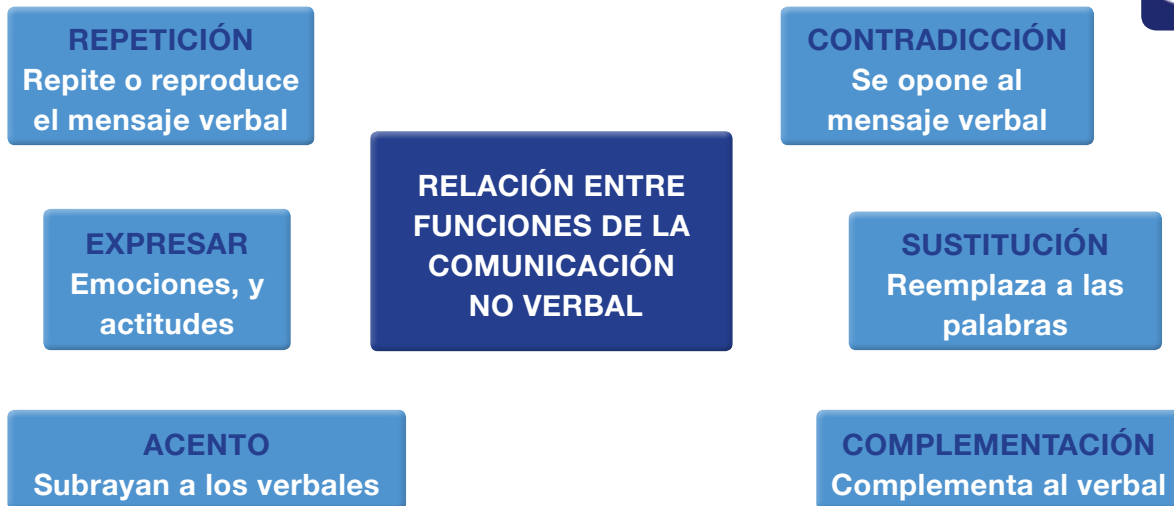 REPETICIÓN
Repite o reproduce
el mensaje verbal
CONTRADICCIÓN
Se opone al
mensaje verbal
RELACIÓN ENTRE
FUNCIONES DE LA
COMUNICACIÓN
NO VERBAL
EXPRESAR
Emociones, y
actitudes
SUSTITUCIÓN
Reemplaza a las
palabras
ACENTO
Subrayan a los verbales
COMPLEMENTACIÓN
Complementa al verbal